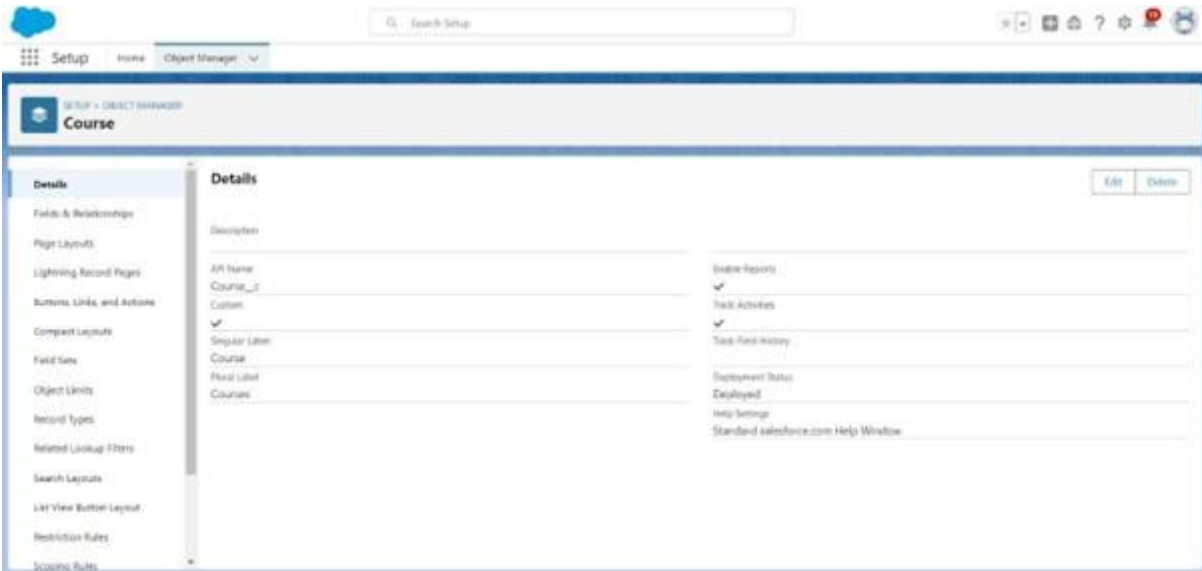 Search Setup
Setup
Home
Object Manager
SETUP > OBJECT MANAGER
Course
Details
Fields & Relationships
Page Layouts
Lightning Record Pages
Buttons, Links, and Actions
Compact Layouts
Field Sets
Object Limits
Record Types
Related Lookup Filters
Search Layouts
List View Button Layout
Restriction Rules
Scoping Rules
Details
Edit
Delete
Description
API Name
Course__c
Custom
Singular Label
Course
Plural Label
Courses
Enable Reports
Track Activities
Track Field History
Deployment Status
Deployed
Help Settings
Standard salesforce.com Help Window